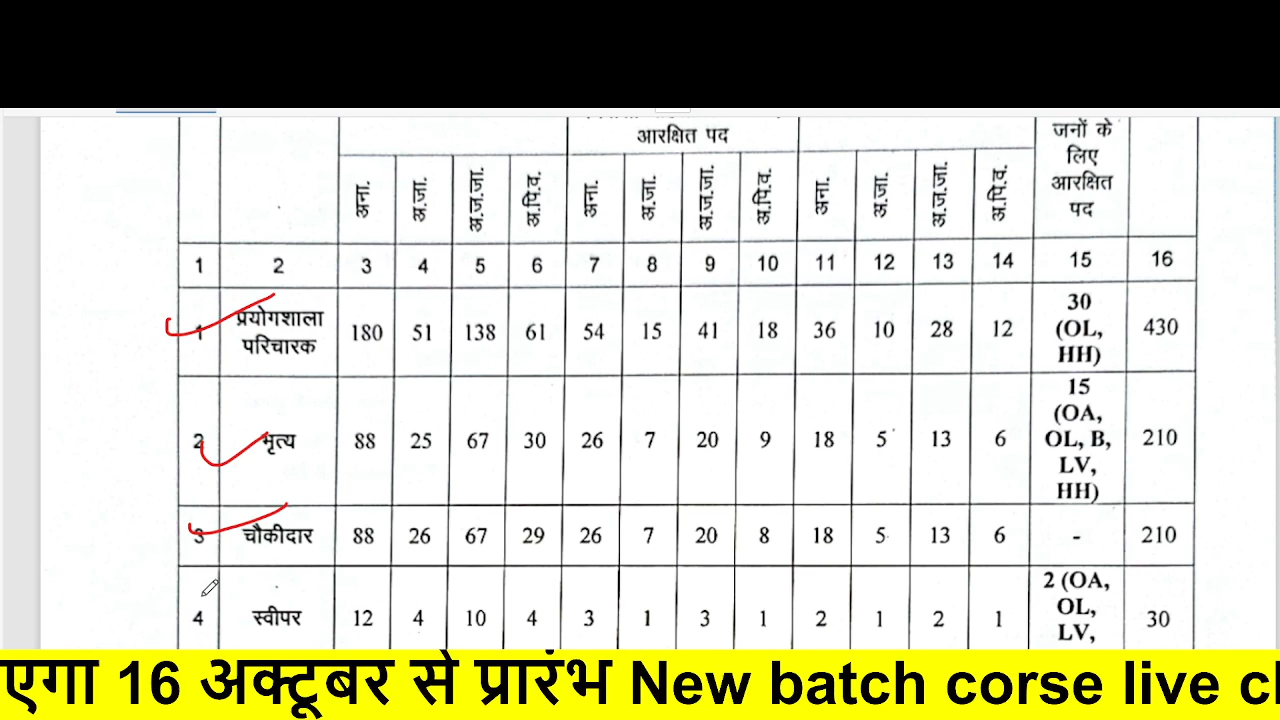 आरक्षित पद
जनों के
लिए
आरक्षित
पद
अना. अ.जा. अ.ज.जा. अ.पि.व. अना. अ.जा. अ.ज.जा. अ.पि.व. अना. अ.जा. अ.ज.जा. अ.पि.व.
1 2 3 4 5 6 7 8 9 10 11 12 13 14 15 16
1 प्रयोगशाला परिचारक 180 51 138 61 54 15 41 18 36 10 28 12 30 (OL, HH) 430
2 भृत्य 88 25 67 30 26 7 20 9 18 5 13 6 15 (OA, OL, B, LV, HH) 210
3 चौकीदार 88 26 67 29 26 7 20 8 18 5 13 6 - 210
4 स्वीपर 12 4 10 4 3 1 3 1 2 1 2 1 2 (OA, OL, LV, 30
एगा 16 अक्टूबर से प्रारंभ New batch corse live cl